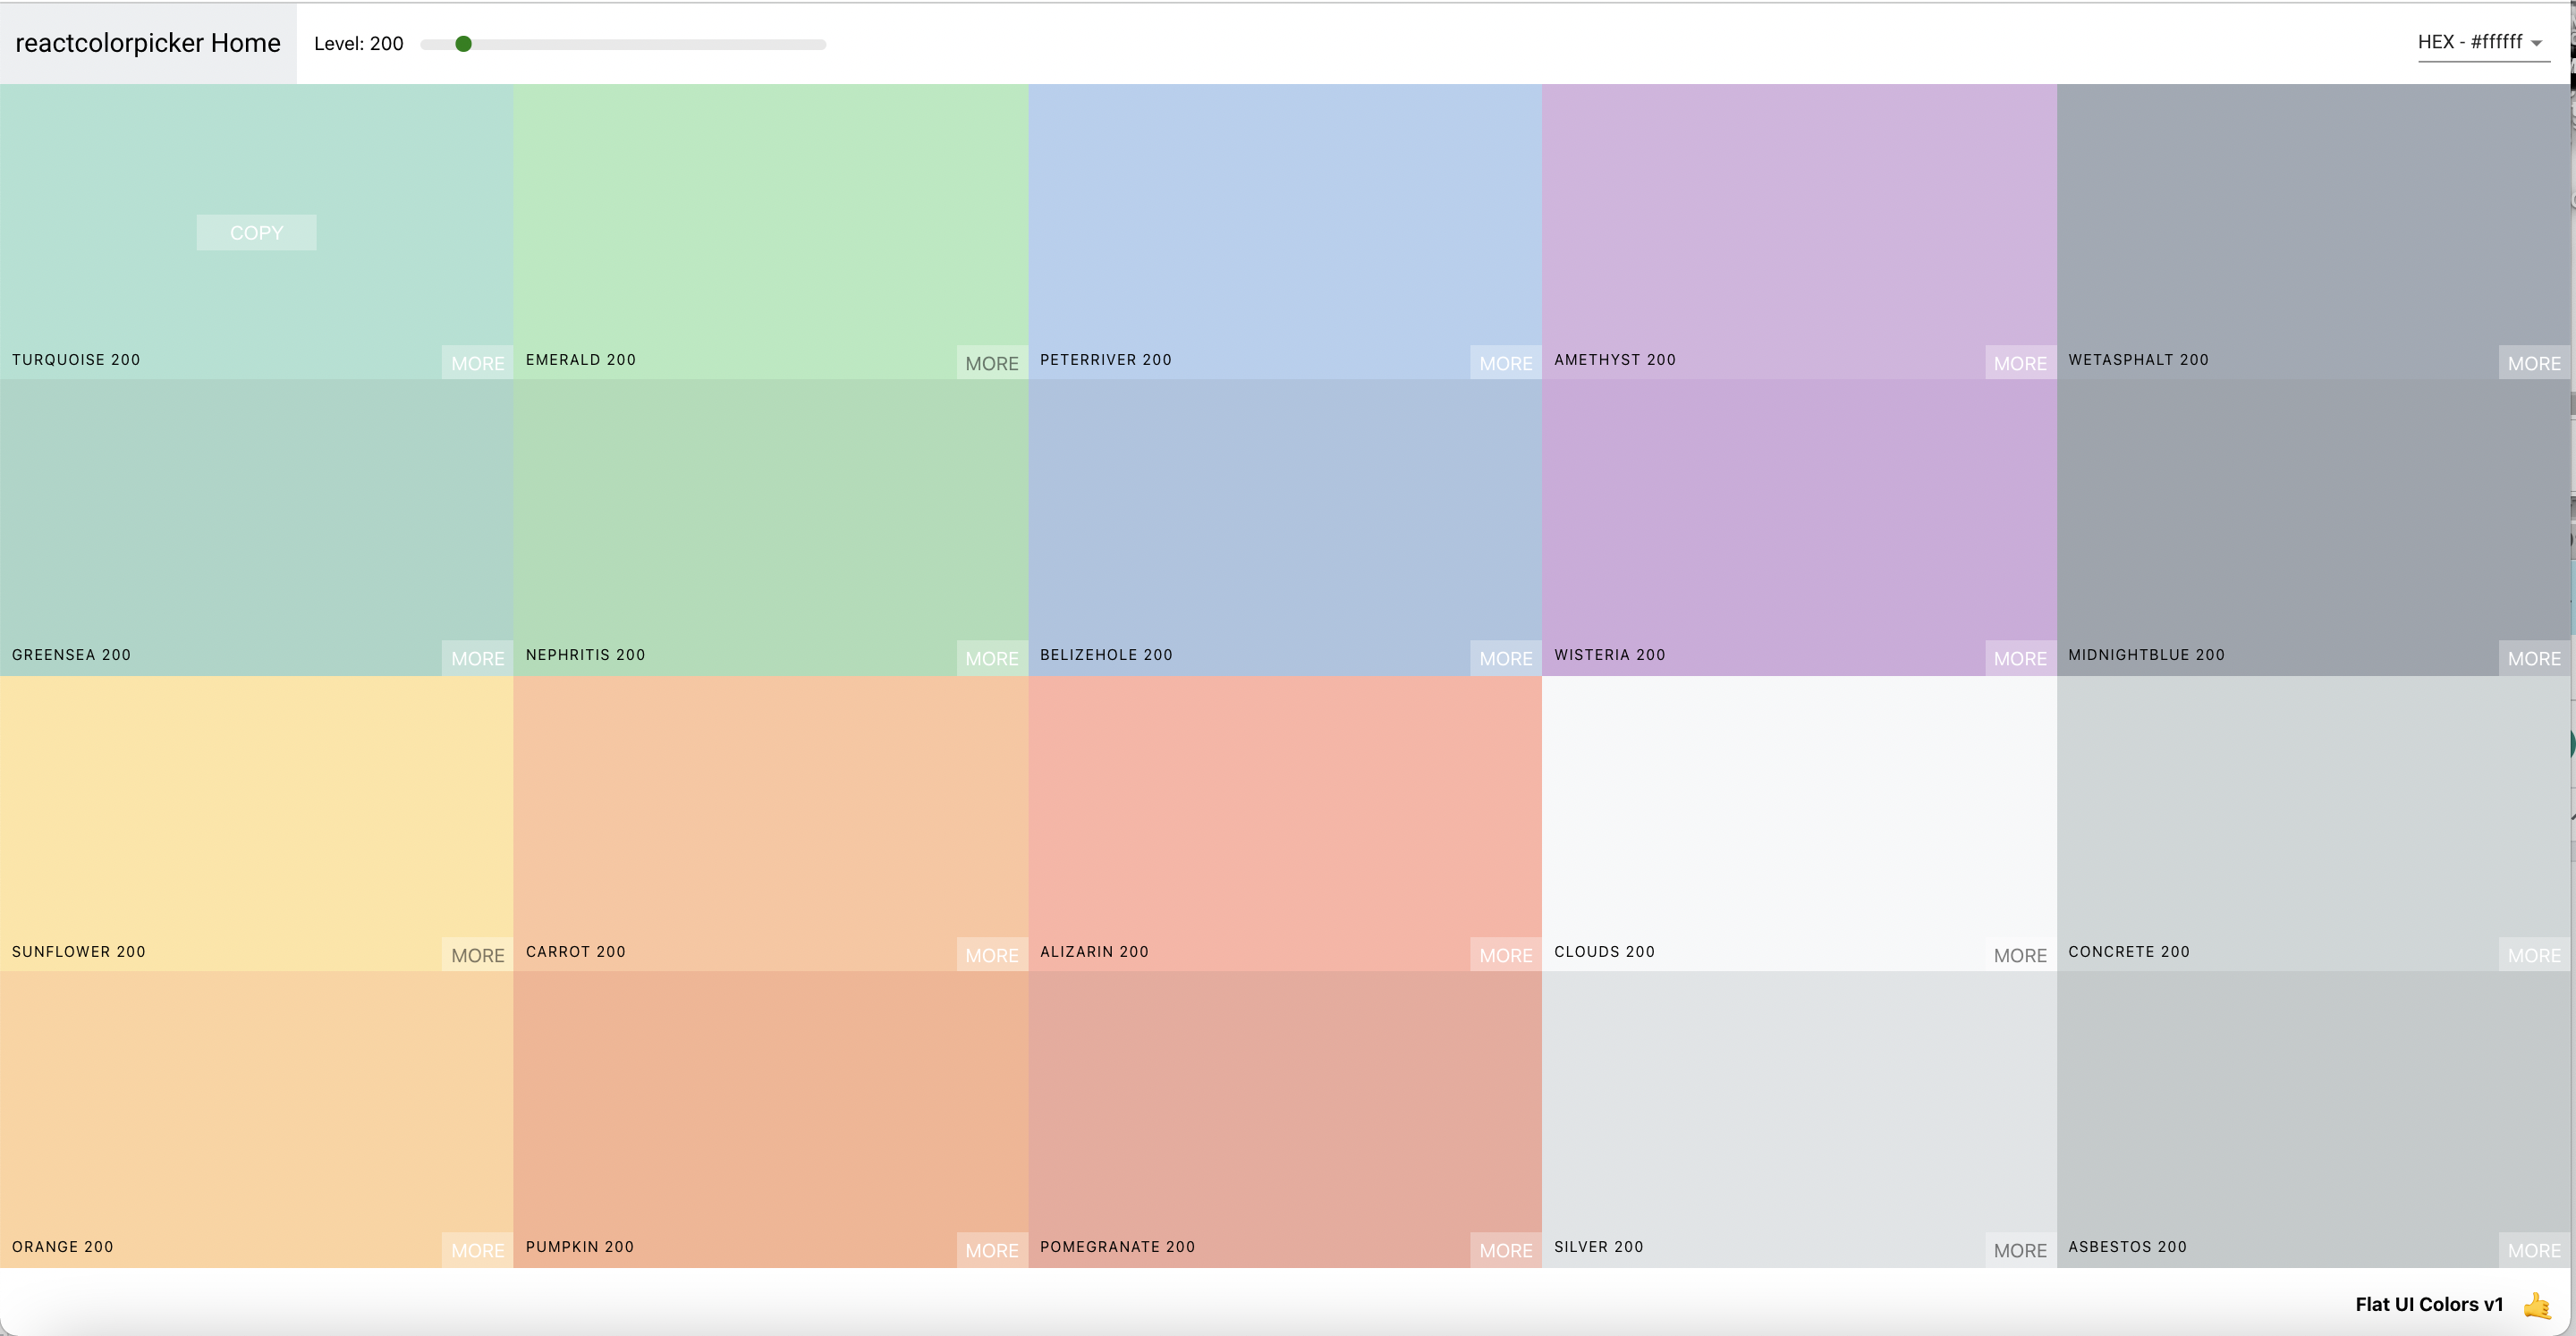 reactcolorpicker Home Level: 200 HEX - #ffffff
COPY
TURQUOISE 200 MORE EMERALD 200 MORE PETERRIVER 200 MORE AMETHYST 200 MORE WETASPHALT 200 MORE
GREENSEA 200 MORE NEPHRITIS 200 MORE BELIZEHOLE 200 MORE WISTERIA 200 MORE MIDNIGHTBLUE 200 MORE
SUNFLOWER 200 MORE CARROT 200 MORE ALIZARIN 200 MORE CLOUDS 200 MORE CONCRETE 200 MORE
ORANGE 200 MORE PUMPKIN 200 MORE POMEGRANATE 200 MORE SILVER 200 MORE ASBESTOS 200 MORE
Flat UI Colors v1 🤙